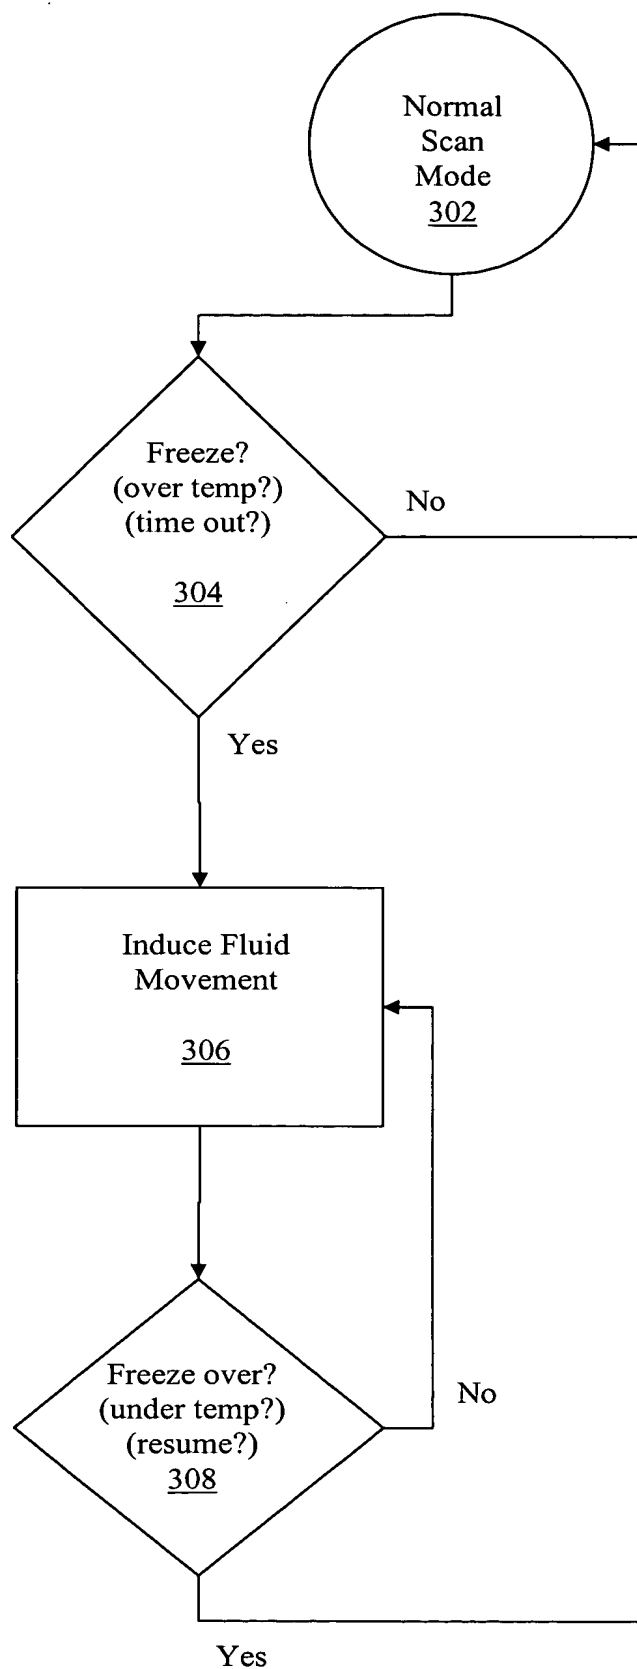 Normal
Scan
Mode
302
Freeze?
(over temp?)
(time out?)
304
No
Yes
Induce Fluid
Movement
306
Freeze over?
(under temp?)
(resume?)
308
No
Yes